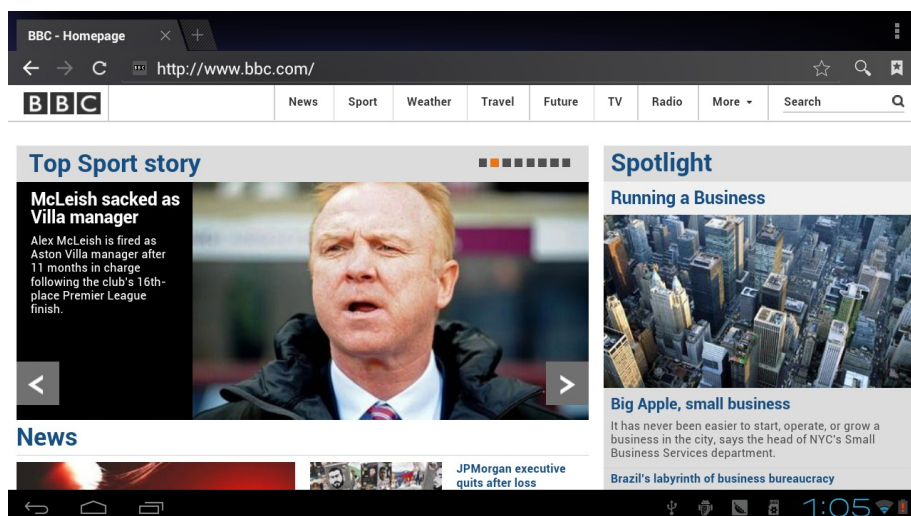 BBC - Homepage
http://www.bbc.com/
BBC
News Sport Weather Travel Future TV Radio More Search
Top Sport story
McLeish sacked as
Villa manager
Alex McLeish is fired as
Aston Villa manager after
11 months in charge
following the club's 16th-
place Premier League
finish.
Spotlight
Running a Business
Big Apple, small business
It has never been easier to start, operate, or grow a
business in the city, says the head of NYC's Small
Business Services department.
Brazil's labyrinth of business bureaucracy
News
JPMorgan executive
quits after loss
1:05